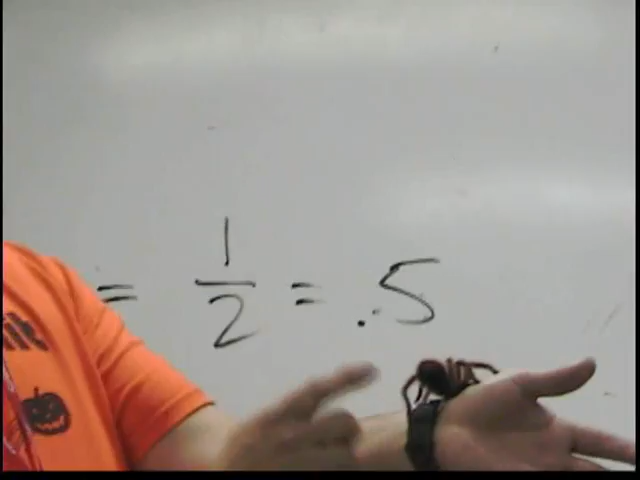 = 1/2 = .5